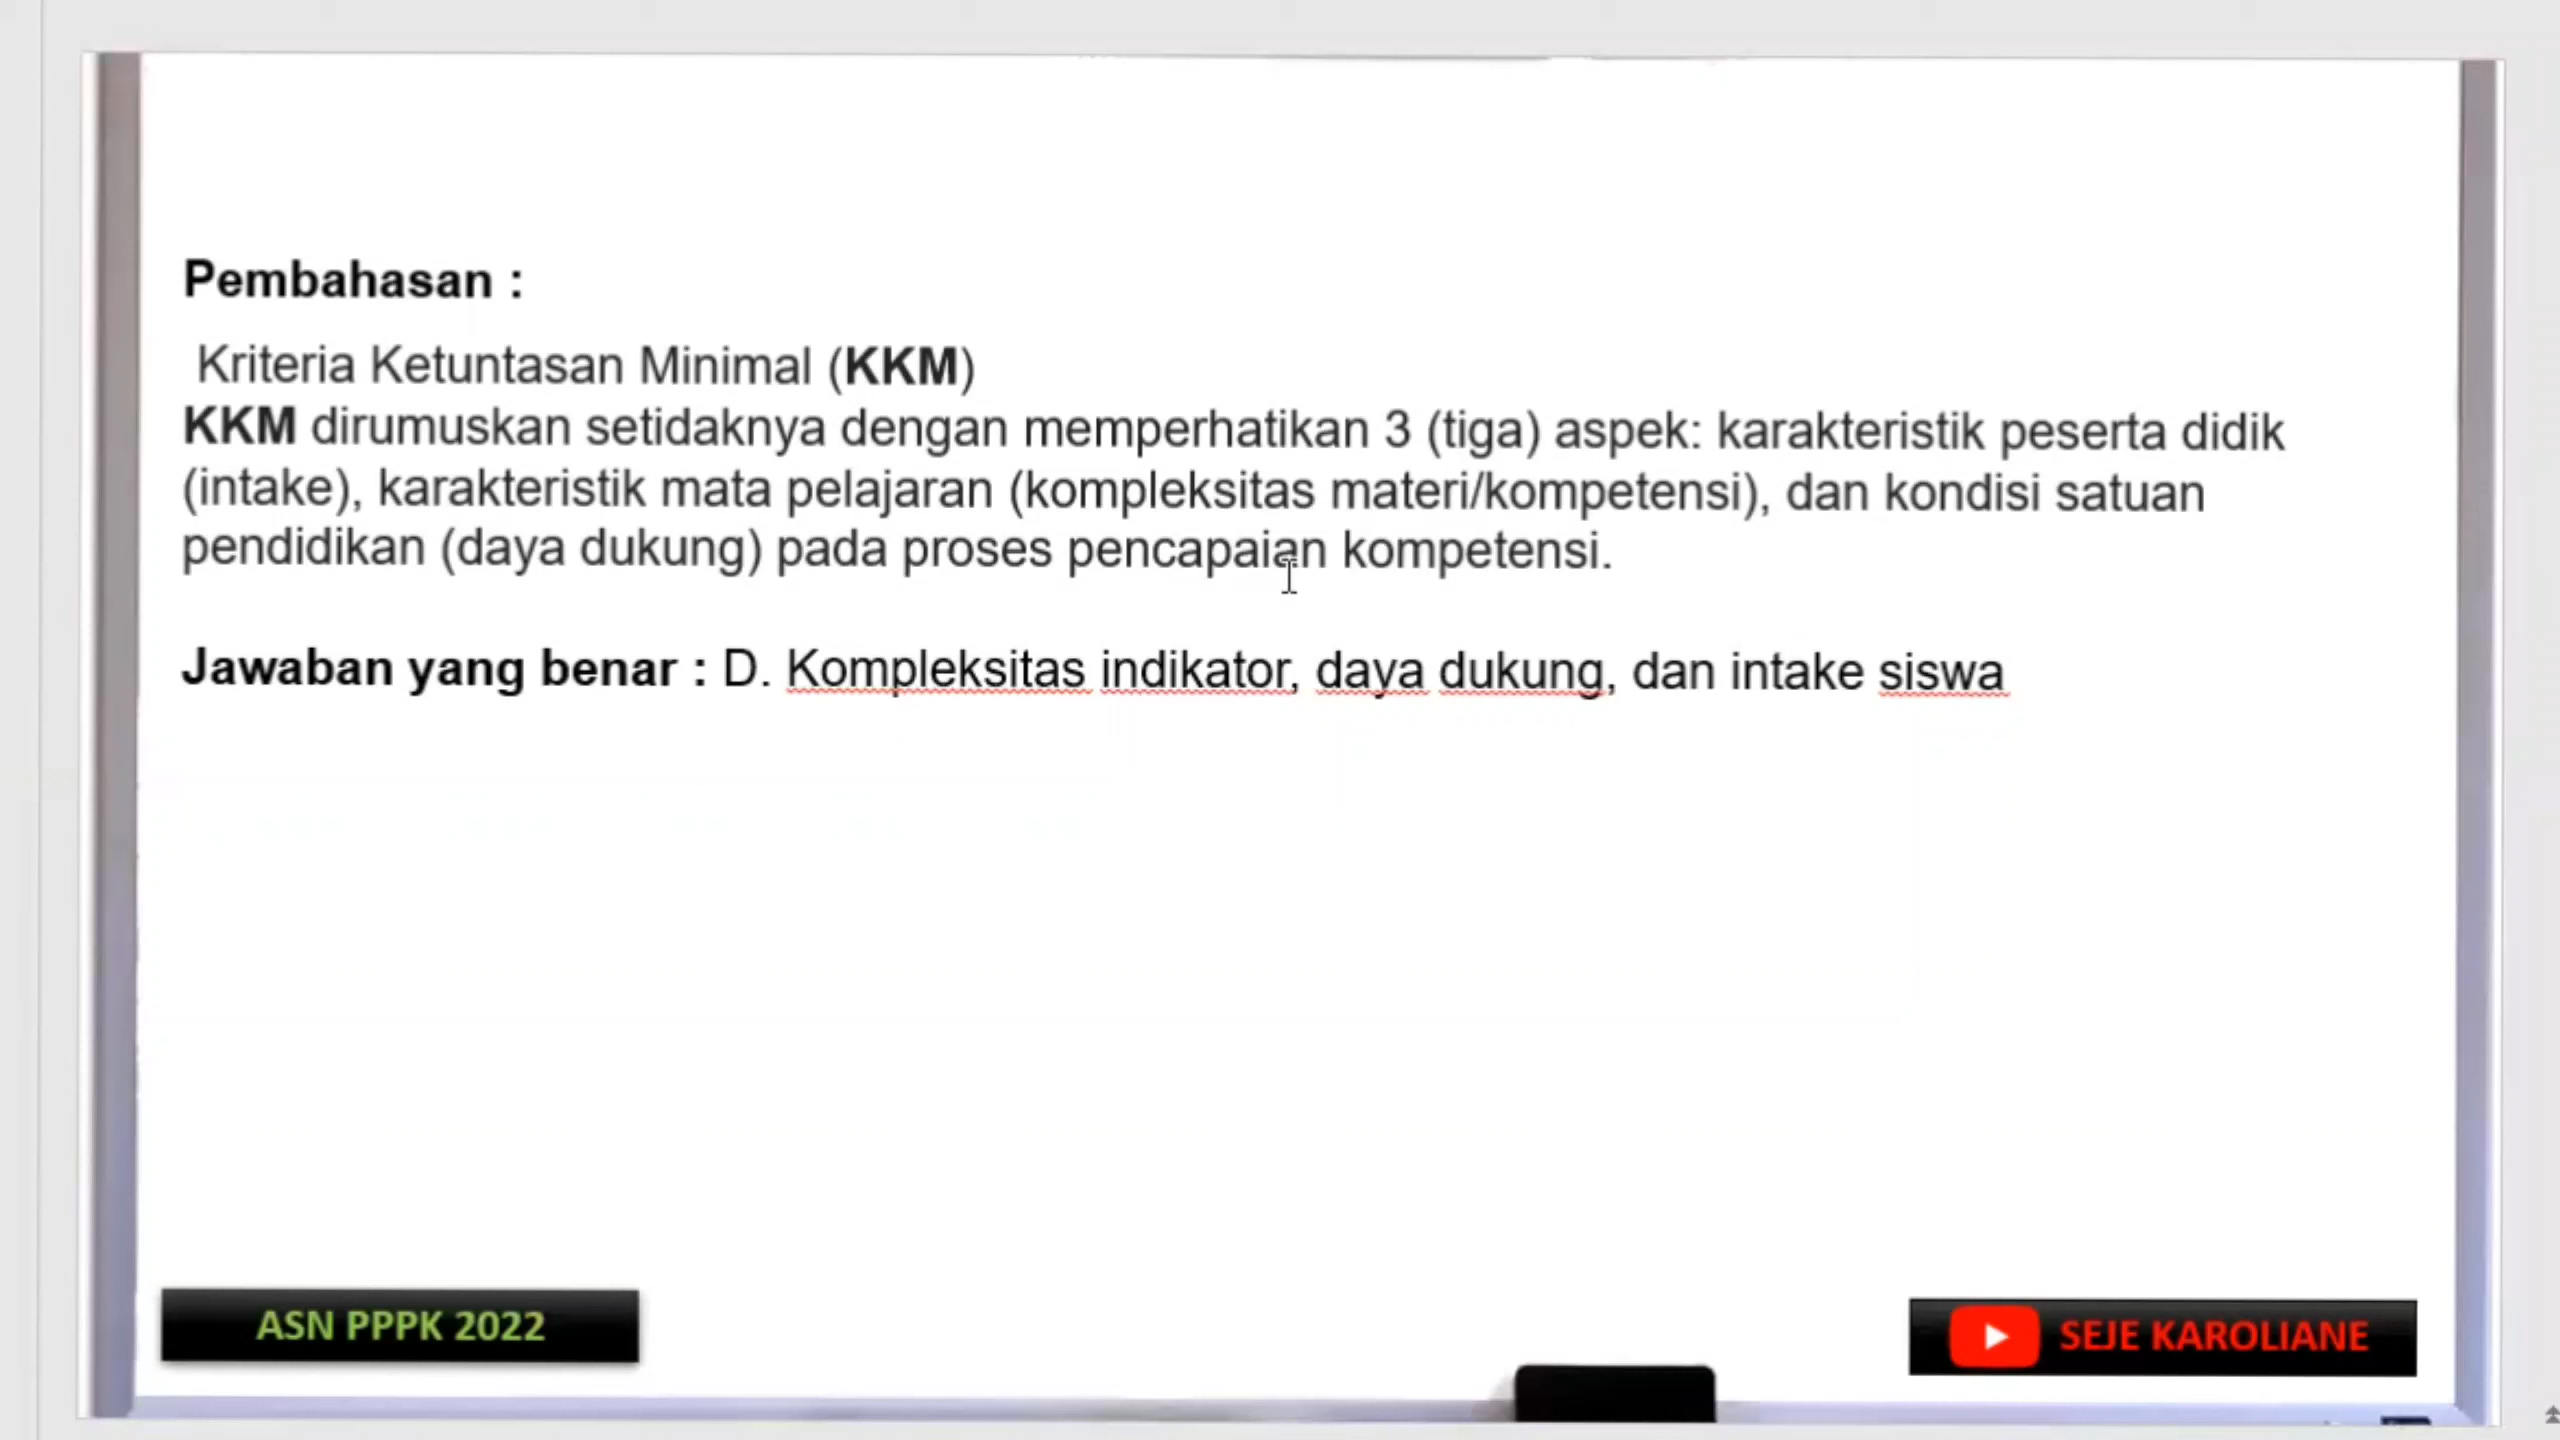 Pembahasan :
Kriteria Ketuntasan Minimal (KKM)
KKM dirumuskan setidaknya dengan memperhatikan 3 (tiga) aspek: karakteristik peserta didik
(intake), karakteristik mata pelajaran (kompleksitas materi/kompetensi), dan kondisi satuan
pendidikan (daya dukung) pada proses pencapaian kompetensi.
Jawaban yang benar : D. Kompleksitas indikator, daya dukung, dan intake siswa
ASN PPPK 2022
SEJE KAROLIANE